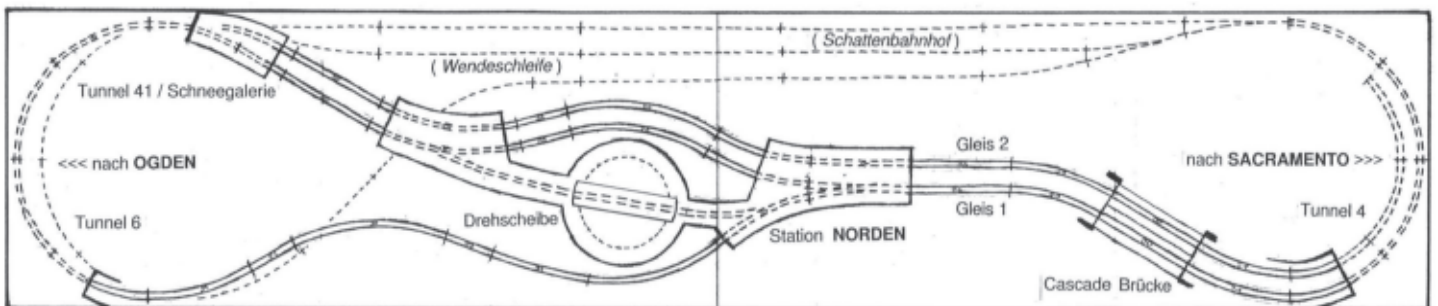 ( Schattenbahnhof )
( Wendeschleife )
Tunnel 41 / Schneegalerie
Gleis 2
<<< nach OGDEN
nach SACRAMENTO >>>
Tunnel 6
Drehscheibe
Gleis 1
Tunnel 4
Station NORDEN
Cascade Brücke